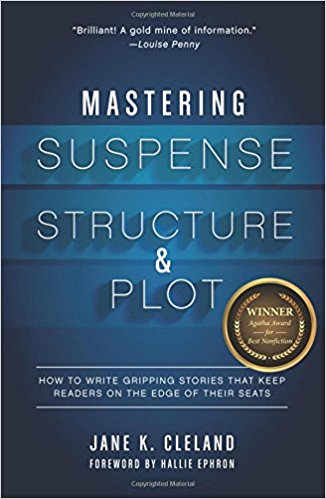 "Brilliant! A gold mine of information."
—Louise Penny
MASTERING
SUSPENSE
STRUCTURE
&
PLOT
WINNER
Agatha Award
for
Best Nonfiction
HOW TO WRITE GRIPPING STORIES THAT KEEP
READERS ON THE EDGE OF THEIR SEATS
JANE K. CLELAND
FOREWORD BY HALLIE EPHRON